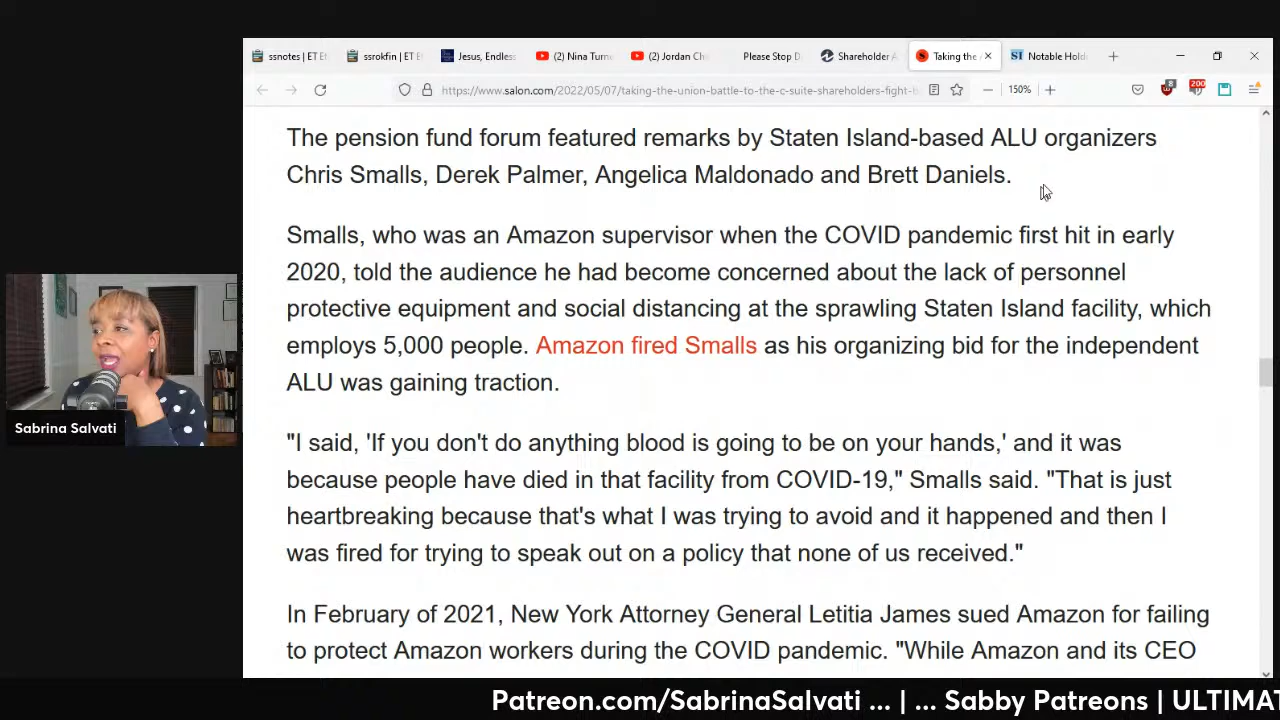 ssnotes | ET Et
ssrokfin | ET E
Jesus, Endless
(2) Nina Turne
(2) Jordan Che
Please Stop D
Shareholder A
Taking the
SI Notable Hold
https://www.salon.com/2022/05/07/taking-the-union-battle-to-the-c-suite-shareholders-fight-b
150%
200
The pension fund forum featured remarks by Staten Island-based ALU organizers
Chris Smalls, Derek Palmer, Angelica Maldonado and Brett Daniels.
Smalls, who was an Amazon supervisor when the COVID pandemic first hit in early
2020, told the audience he had become concerned about the lack of personnel
protective equipment and social distancing at the sprawling Staten Island facility, which
employs 5,000 people. Amazon fired Smalls as his organizing bid for the independent
ALU was gaining traction.
"I said, 'If you don't do anything blood is going to be on your hands,' and it was
because people have died in that facility from COVID-19," Smalls said. "That is just
heartbreaking because that's what I was trying to avoid and it happened and then I
was fired for trying to speak out on a policy that none of us received."
In February of 2021, New York Attorney General Letitia James sued Amazon for failing
to protect Amazon workers during the COVID pandemic. "While Amazon and its CEO
Sabrina Salvati
Patreon.com/SabrinaSalvati ... | ... Sabby Patreons | ULTIMAT